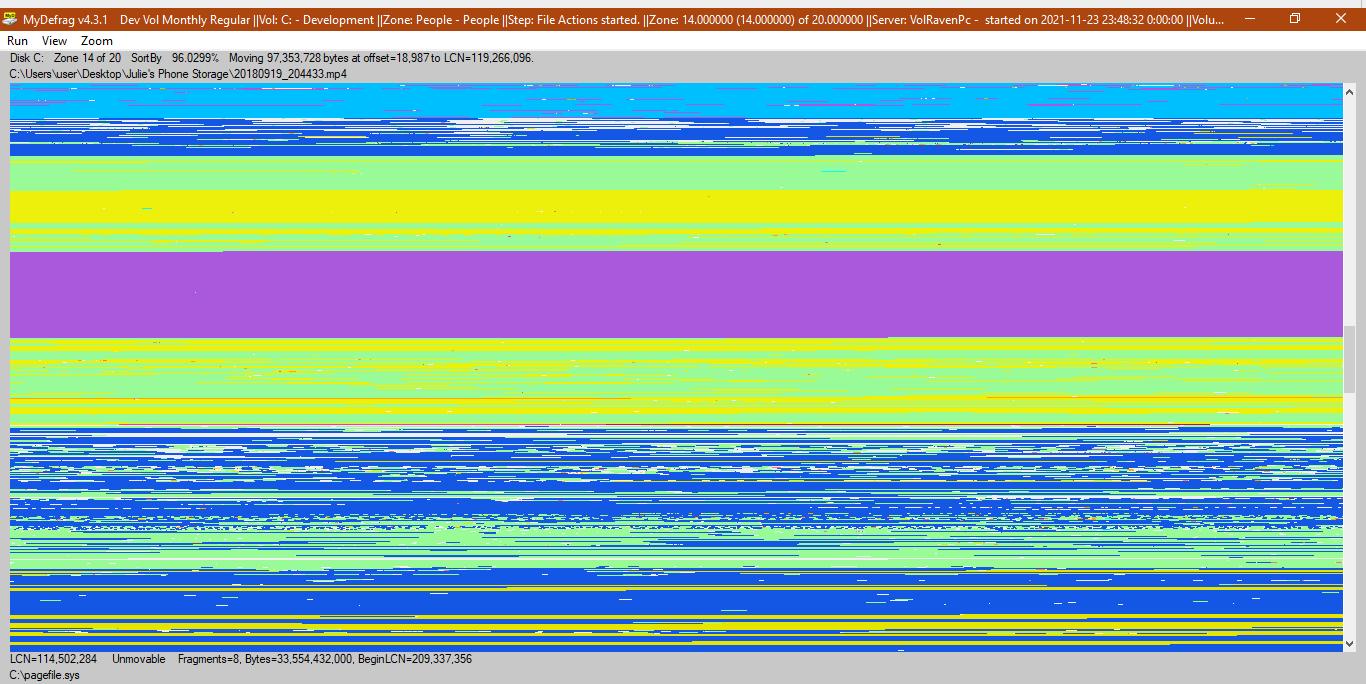 MyDefrag v4.3.1 Dev Vol Monthly Regular ||Vol: C: - Development ||Zone: People - People ||Step: File Actions started. ||Zone: 14.000000 (14.000000) of 20.000000 ||Server: VolRavenPc - started on 2021-11-23 23:48:32 0:00:00 ||Volu...
Run View Zoom
Disk C: Zone 14 of 20 SortBy 96.0299% Moving 97,353,728 bytes at offset=18,987 to LCN=119,266,096.
C:\Users\user\Desktop\Julie's Phone Storage\20180919_204433.mp4
LCN=114,502,284 Unmovable Fragments=8, Bytes=33,554,432,000, BeginLCN=209,337,356
C:\pagefile.sys